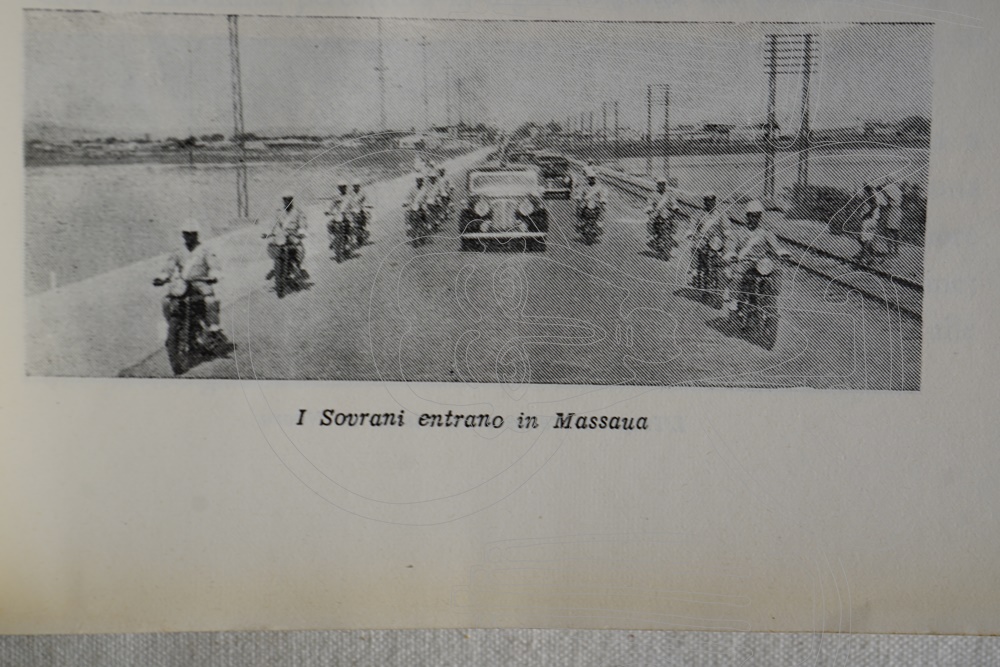 I Sovrani entrano in Massaua